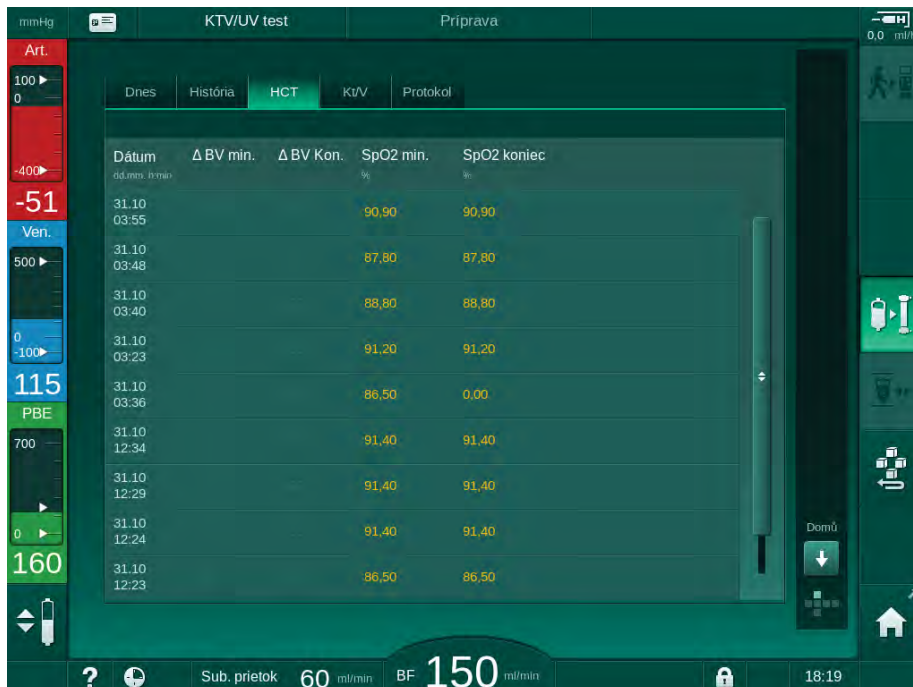 mmHg
KTV/UV test
Príprava
0,0 ml/h
Art.
100
0
-400
-51
Ven.
500
0
-100
115
PBE
700
0
160
Dnes História HCT Kt/V Protokol
Dátum Δ BV min. Δ BV Kon. SpO2 min. SpO2 koniec
dd.mm. h:min % %
31.10
03:55 90,90 90,90
31.10
03:48 87,80 87,80
31.10
03:40 88,80 88,80
31.10
03:23 91,20 91,20
31.10
03:36 86,50 0,00
31.10
12:34 91,40 91,40
31.10
12:29 91,40 91,40
31.10
12:24 91,40 91,40
31.10
12:23 86,50 86,50
Domů
? Sub. prietok 60 ml/min BF 150 ml/min 18:19